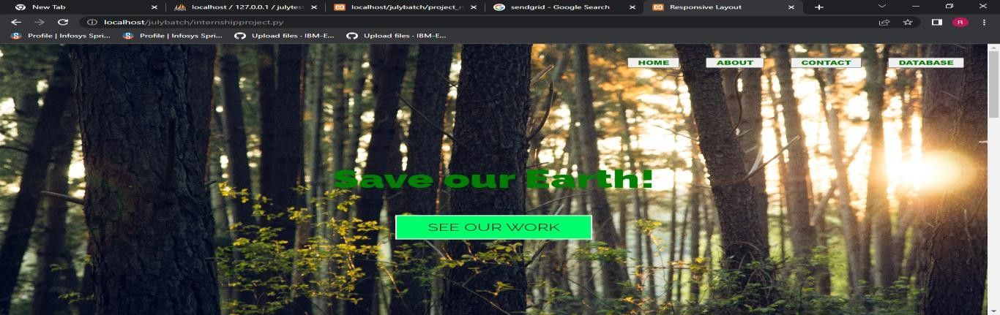 New Tab
localhost / 127.0.0.1 / julytest
localhost/julybatch/project_r
sendgrid - Google Search
Responsive Layout
localhost/julybatch/internshipproject.py
R
Profile | Infosys Spri...
Profile | Infosys Spri...
Upload files · IBM-E...
Upload files · IBM-E...
HOME
ABOUT
CONTACT
DATABASE
Save our Earth!
SEE OUR WORK